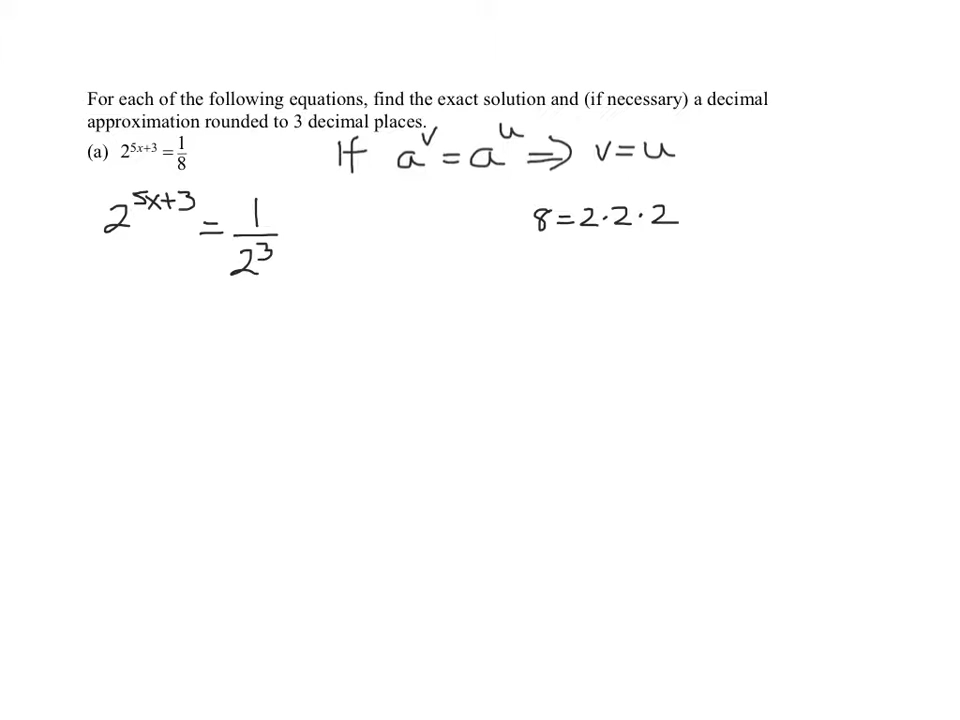 For each of the following equations, find the exact solution and (if necessary) a decimal
approximation rounded to 3 decimal places.
(a) 2^{5x+3} = 1/8
If a^v = a^u ⟹ v=u
2^{5x+3} = 1/2^3
8=2·2·2